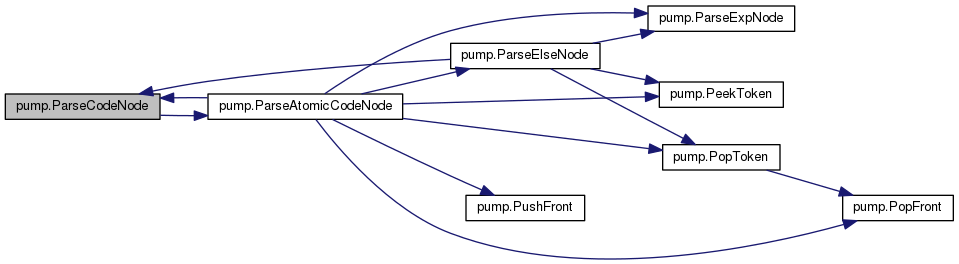 pump.ParseExpNode
pump.ParseElseNode
pump.PeekToken
pump.ParseCodeNode
pump.ParseAtomicCodeNode
pump.PopToken
pump.PushFront
pump.PopFront